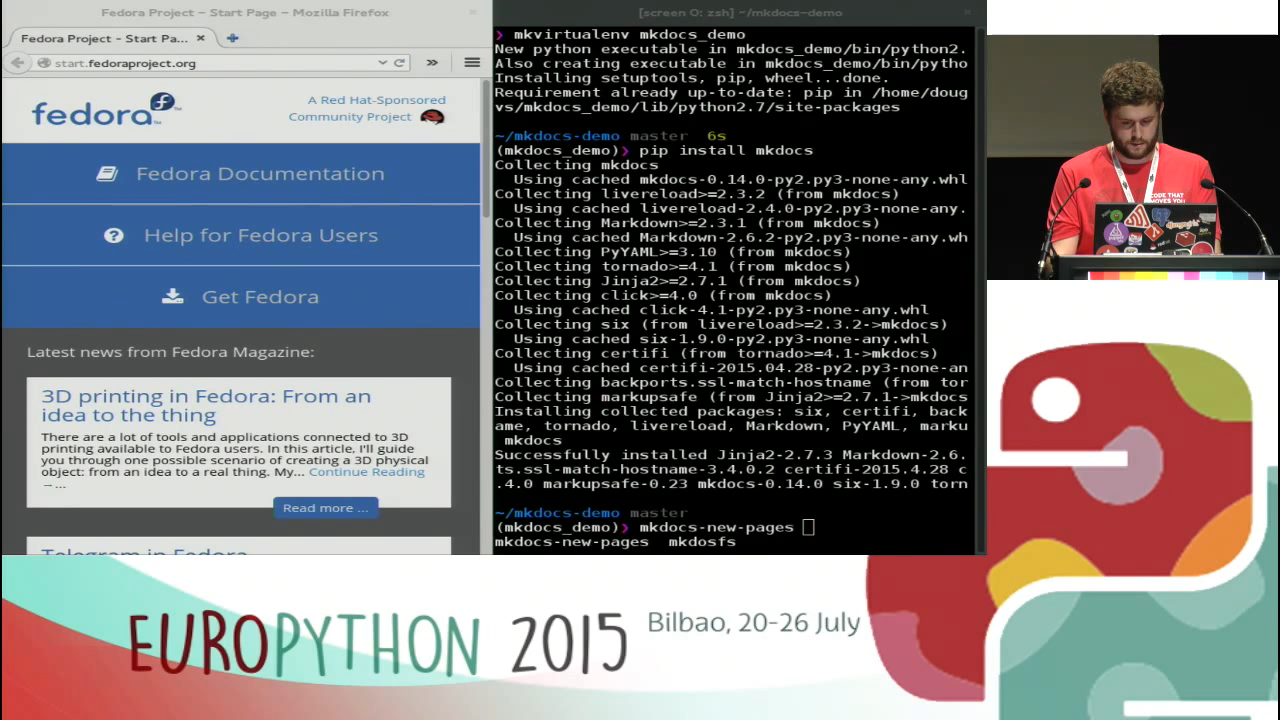 Fedora Project - Start Page - Mozilla Firefox
Fedora Project - Start Pa...
start.fedoraproject.org
fedora
A Red Hat-Sponsored
Community Project
Fedora Documentation
Help for Fedora Users
Get Fedora
Latest news from Fedora Magazine:
3D printing in Fedora: From an
idea to the thing
There are a lot of tools and applications connected to 3D
printing available to Fedora users. In this article, I'll guide
you through one possible scenario of creating a 3D physical
object: from an idea to a real thing. My... Continue Reading
→...
Read more ...
Telegram in Fedora
[screen 0: zsh] ~/mkdocs-demo
❯ mkvirtualenv mkdocs_demo
New python executable in mkdocs_demo/bin/python2.
Also creating executable in mkdocs_demo/bin/pytho
Installing setuptools, pip, wheel...done.
Requirement already up-to-date: pip in /home/doug
vs/mkdocs_demo/lib/python2.7/site-packages
~/mkdocs-demo master 6s
(mkdocs_demo)❯ pip install mkdocs
Collecting mkdocs
Using cached mkdocs-0.14.0-py2.py3-none-any.whl
Collecting livereload>=2.3.2 (from mkdocs)
Using cached livereload-2.4.0-py2.py3-none-any.
Collecting Markdown>=2.3.1 (from mkdocs)
Using cached Markdown-2.6.2-py2.py3-none-any.wh
Collecting PyYAML>=3.10 (from mkdocs)
Collecting tornado>=4.1 (from mkdocs)
Collecting Jinja2>=2.7.1 (from mkdocs)
Collecting click>=4.0 (from mkdocs)
Using cached click-4.1-py2.py3-none-any.whl
Collecting six (from livereload>=2.3.2->mkdocs)
Using cached six-1.9.0-py2.py3-none-any.whl
Collecting certifi (from tornado>=4.1->mkdocs)
Using cached certifi-2015.04.28-py2.py3-none-an
Collecting backports.ssl-match-hostname (from tor
Collecting markupsafe (from Jinja2>=2.7.1->mkdocs
Installing collected packages: six, certifi, back
ame, tornado, livereload, Markdown, PyYAML, marku
mkdocs
Successfully installed Jinja2-2.7.3 Markdown-2.6.
ts.ssl-match-hostname-3.4.0.2 certifi-2015.4.28 c
.4.0 markupsafe-0.23 mkdocs-0.14.0 six-1.9.0 torn
~/mkdocs-demo master
(mkdocs_demo)❯ mkdocs-new-pages
mkdocs-new-pages mkdosfs
CODE THAT
MOVES YOU
EUROPYTHON 2015
Bilbao, 20-26 July